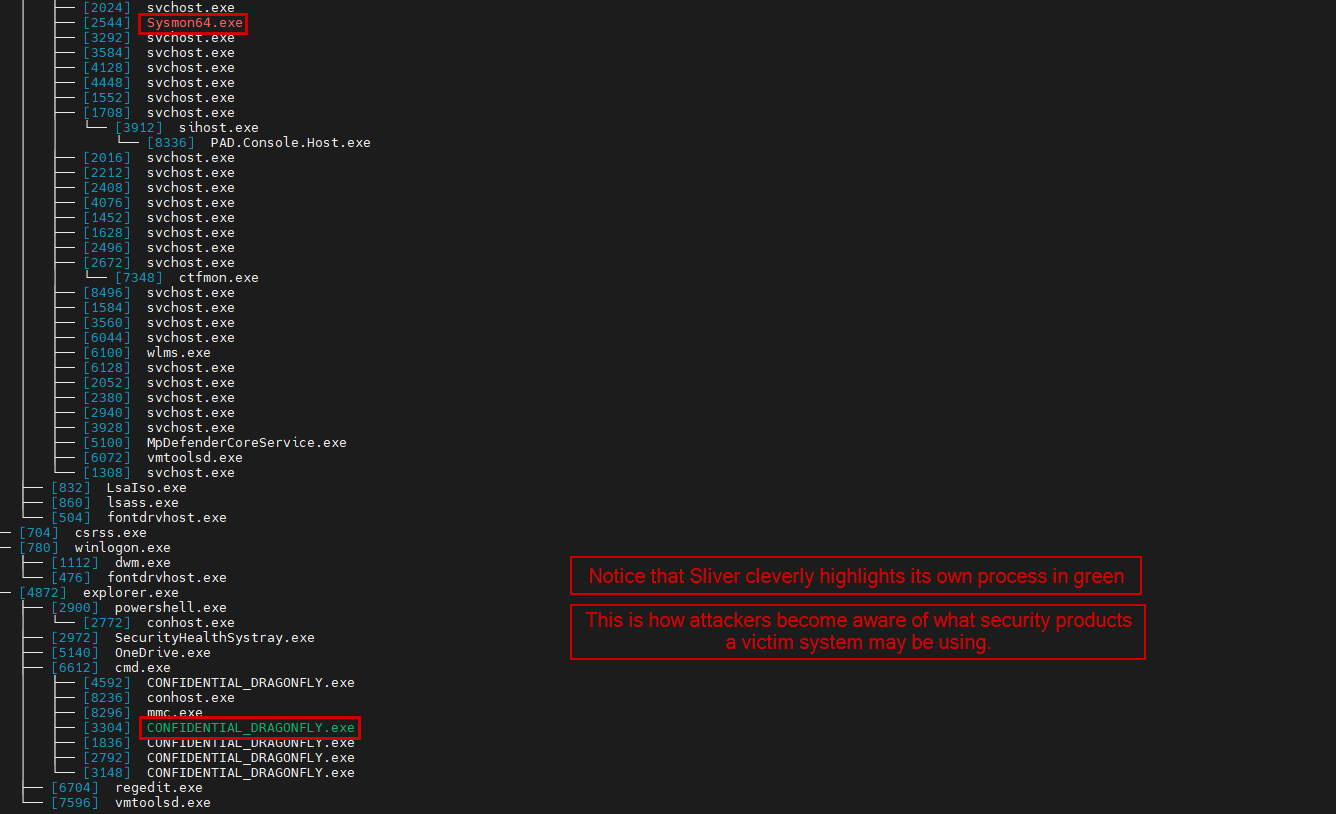 [2024] svchost.exe
[2544] Sysmon64.exe
[3292] svchost.exe
[3584] svchost.exe
[4128] svchost.exe
[4448] svchost.exe
[1552] svchost.exe
[1708] svchost.exe
[3912] sihost.exe
[8336] PAD.Console.Host.exe
[2016] svchost.exe
[2212] svchost.exe
[2408] svchost.exe
[4076] svchost.exe
[1452] svchost.exe
[1628] svchost.exe
[2496] svchost.exe
[2672] svchost.exe
[7348] ctfmon.exe
[8496] svchost.exe
[1584] svchost.exe
[3560] svchost.exe
[6044] svchost.exe
[6100] wlms.exe
[6128] svchost.exe
[2052] svchost.exe
[2380] svchost.exe
[2940] svchost.exe
[3928] svchost.exe
[5100] MpDefenderCoreService.exe
[6072] vmtoolsd.exe
[1308] svchost.exe
[832] LsaIso.exe
[860] lsass.exe
[504] fontdrvhost.exe
[704] csrss.exe
[780] winlogon.exe
[1112] dwm.exe
[476] fontdrvhost.exe
[4872] explorer.exe
[2900] powershell.exe
[2772] conhost.exe
[2972] SecurityHealthSystray.exe
[5140] OneDrive.exe
[6612] cmd.exe
[4592] CONFIDENTIAL_DRAGONFLY.exe
[8236] conhost.exe
[8296] mmc.exe
[3304] CONFIDENTIAL_DRAGONFLY.exe
[1836] CONFIDENTIAL_DRAGONFLY.exe
[2792] CONFIDENTIAL_DRAGONFLY.exe
[3148] CONFIDENTIAL_DRAGONFLY.exe
[6704] regedit.exe
[7596] vmtoolsd.exe
Notice that Sliver cleverly highlights its own process in green
This is how attackers become aware of what security products
a victim system may be using.